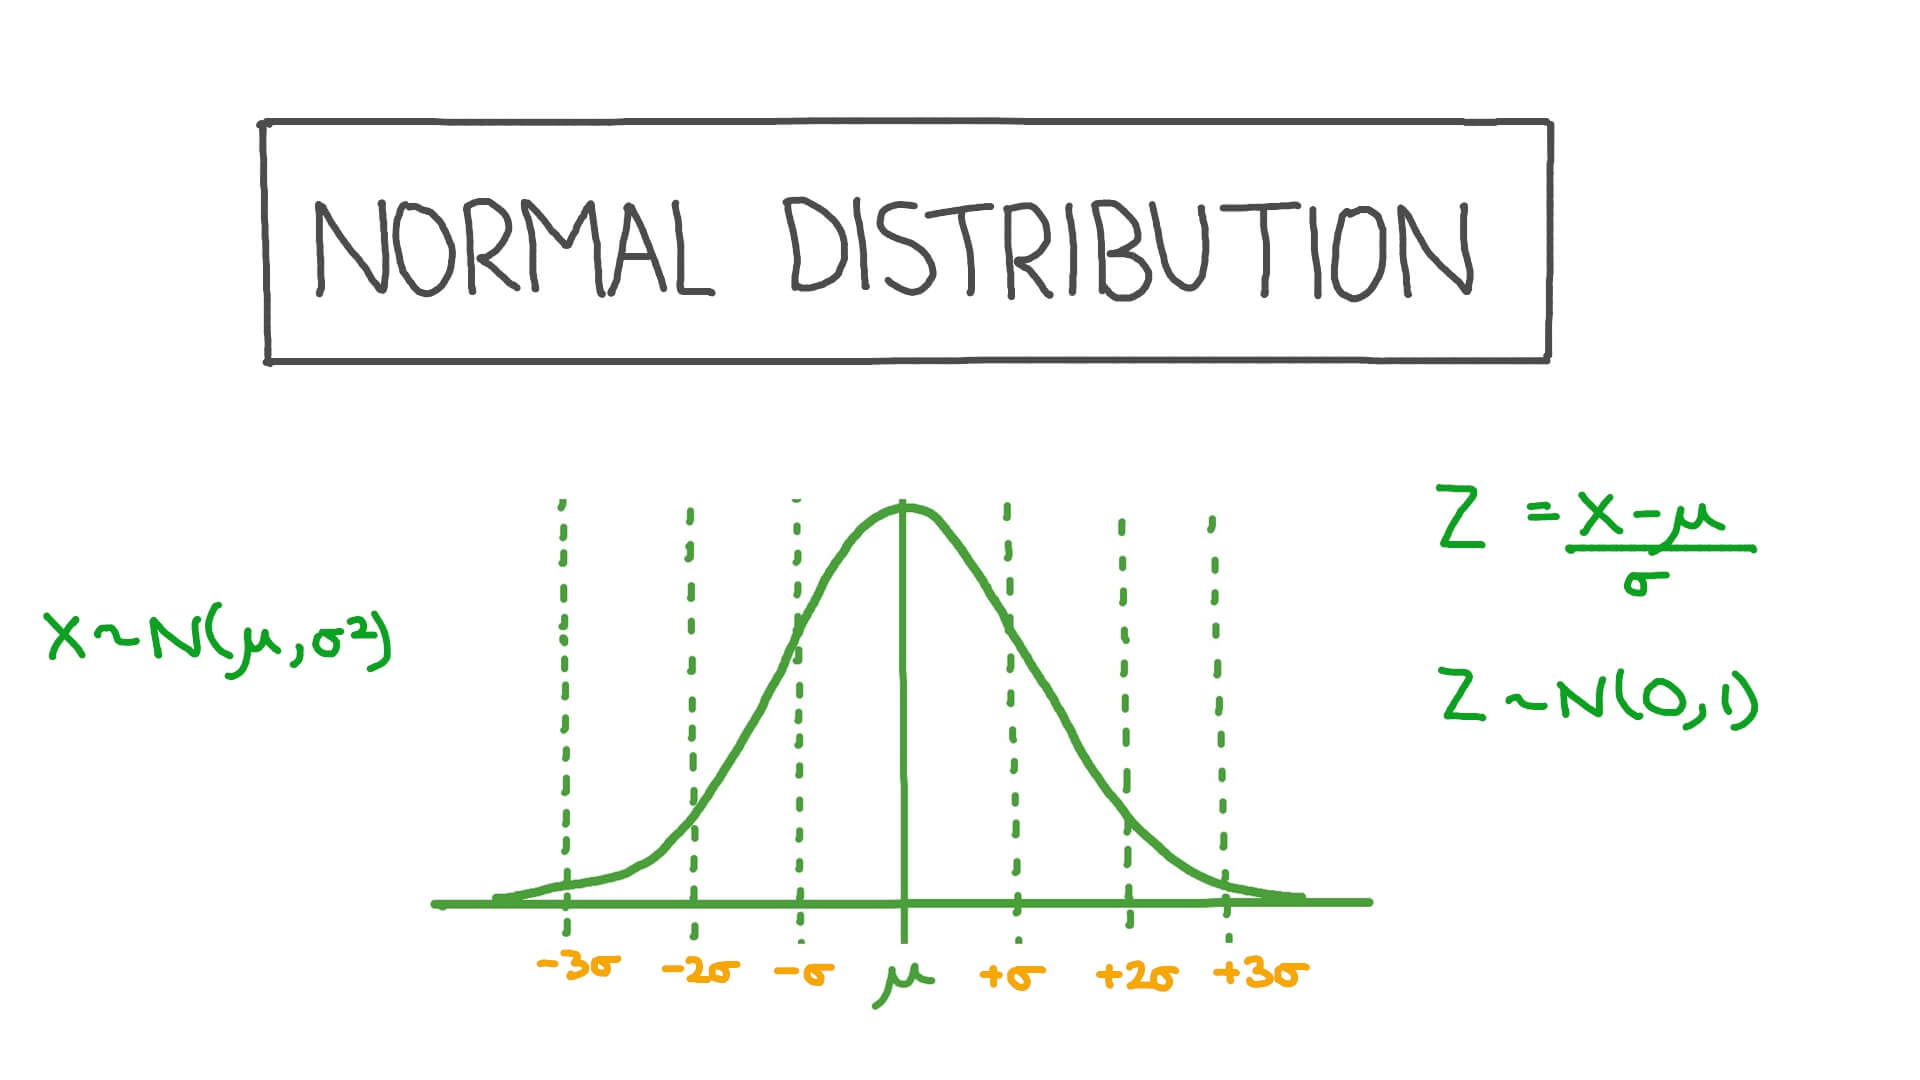 NORMAL DISTRIBUTION
X~N(μ,σ²)
Z = X-μ
σ
Z~N(0,1)
-3σ -2σ -σ μ +σ +2σ +3σ